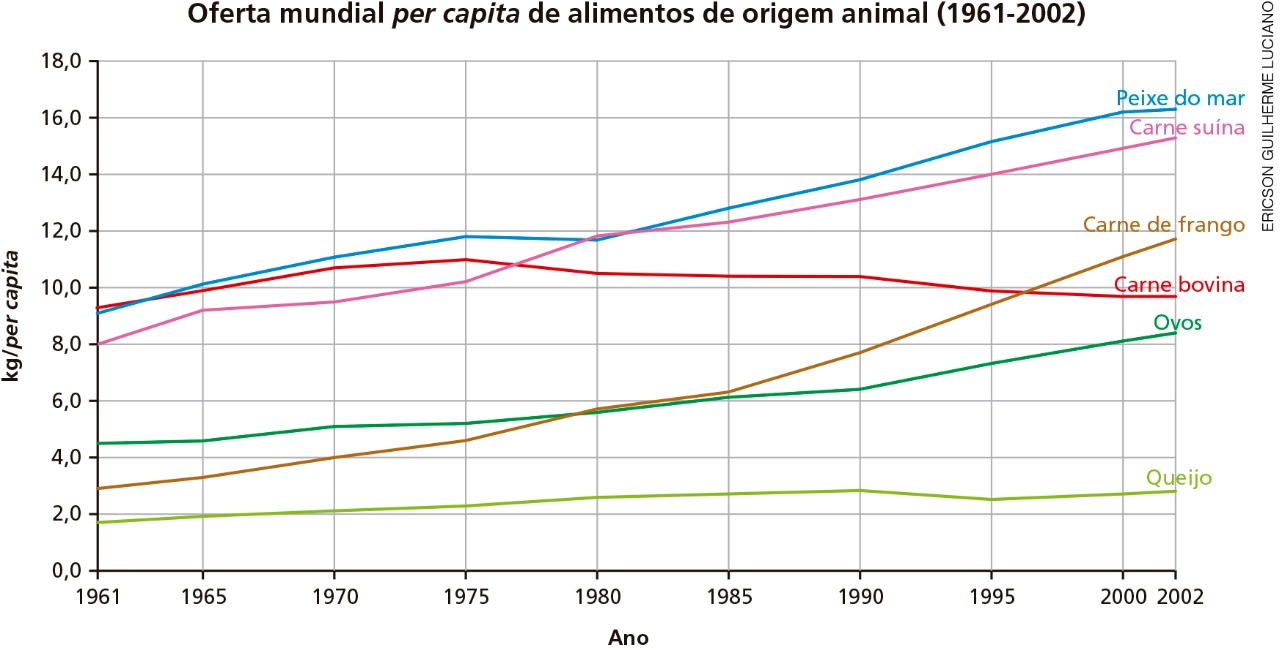 Oferta mundial per capita de alimentos de origem animal (1961-2002)
ERICSON GUILHERME LUCIANO
kg/per capita
18,0
16,0
14,0
12,0
10,0
8,0
6,0
4,0
2,0
0,0
Peixe do mar
Carne suína
Carne de frango
Carne bovina
Ovos
Queijo
1961 1965 1970 1975 1980 1985 1990 1995 2000 2002
Ano